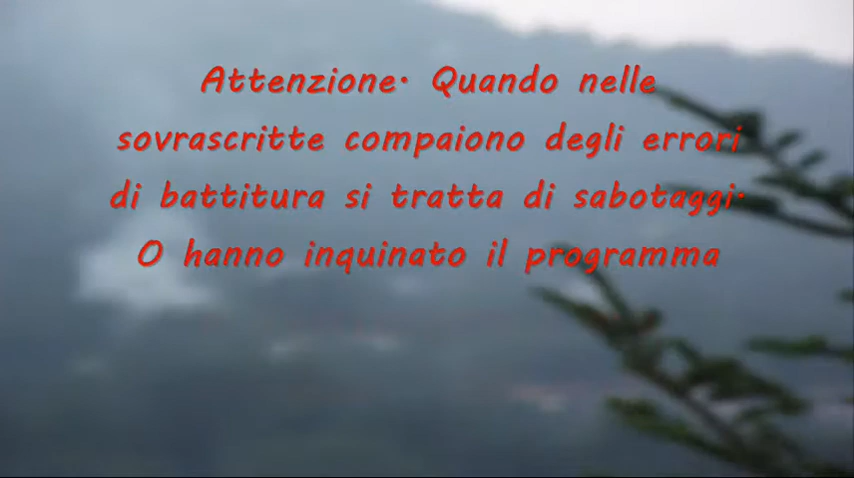 Attenzione. Quando nelle
sovrascritte compaiono degli errori
di battitura si tratta di sabotaggi.
O hanno inquinato il programma